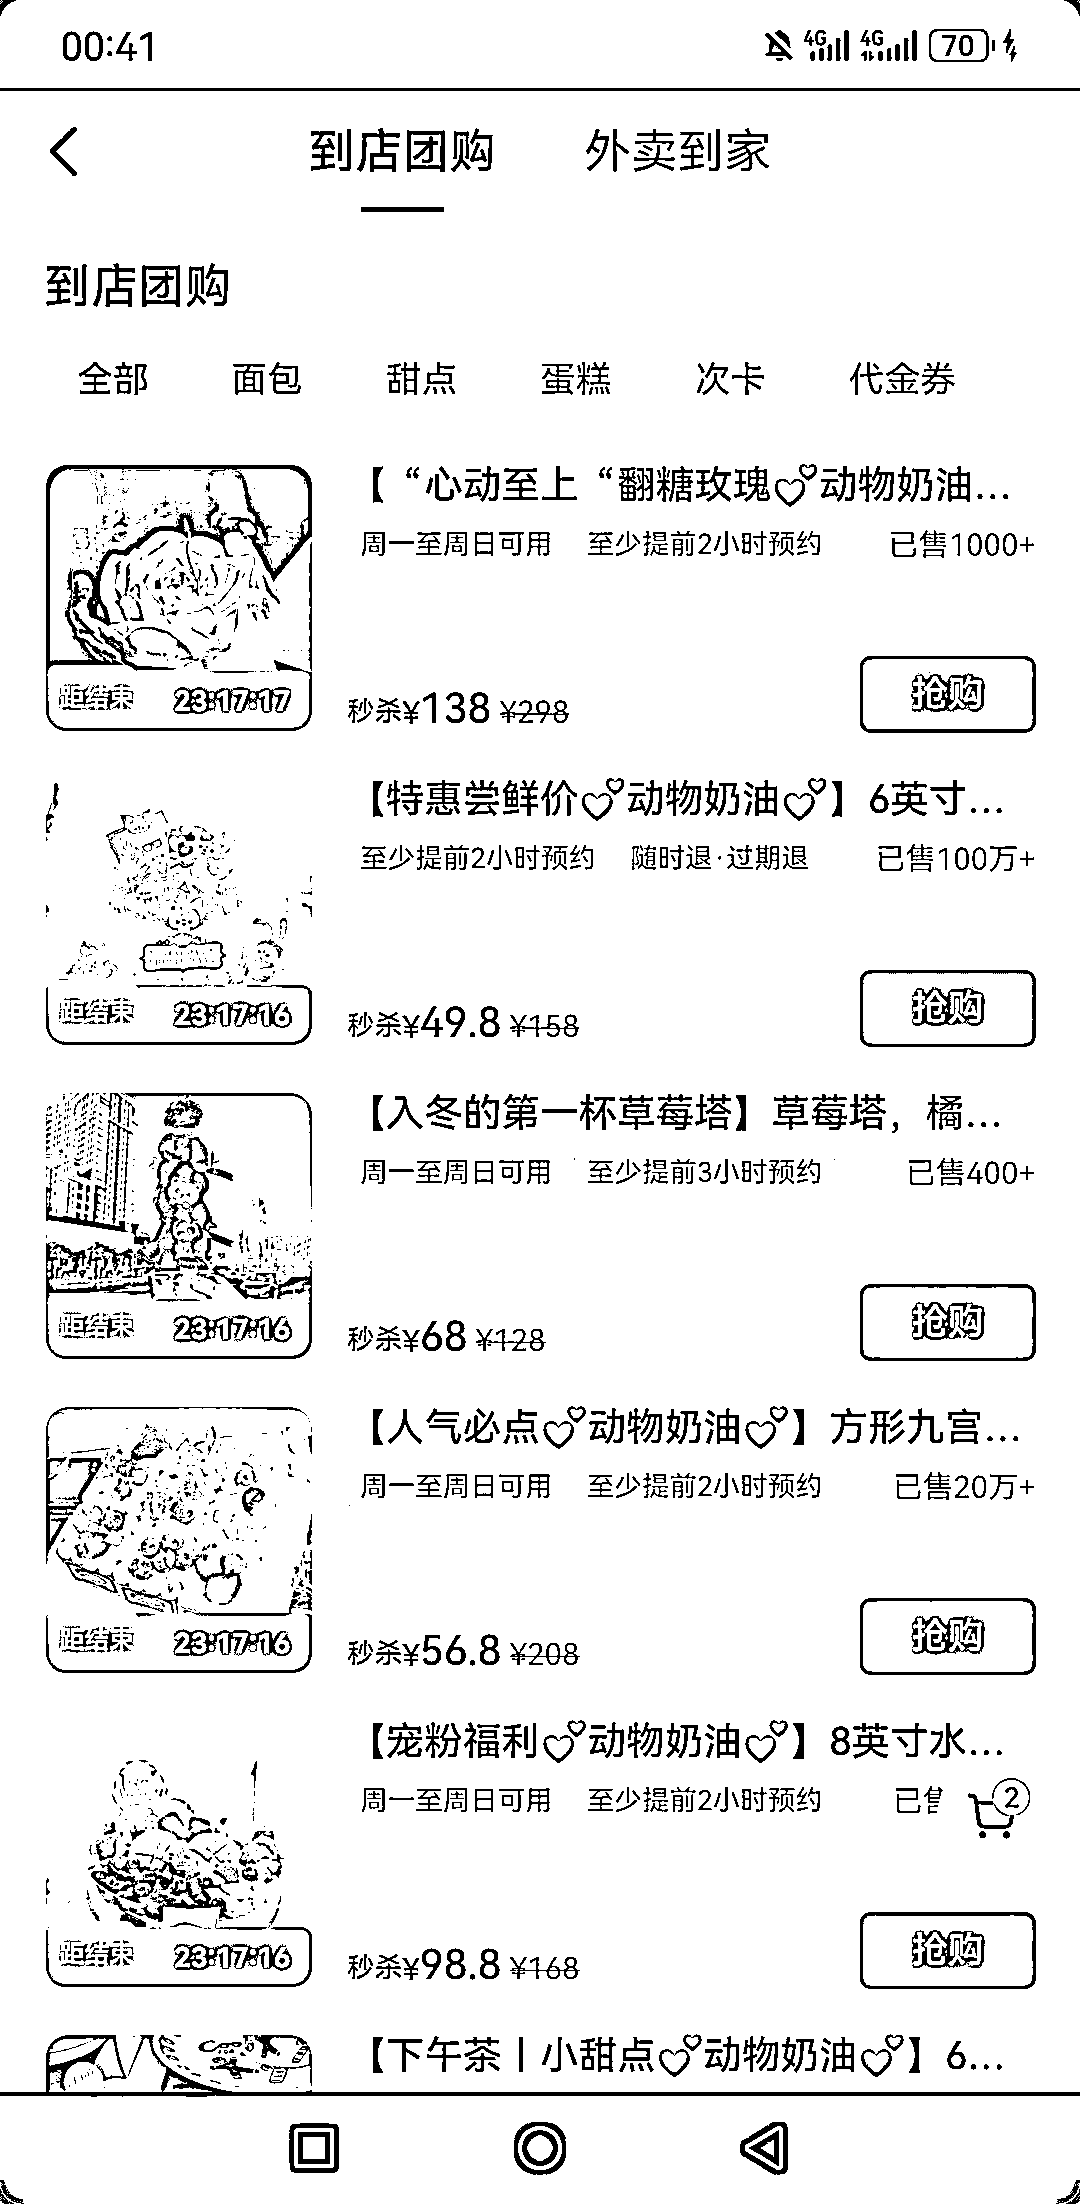 00:41 4G 4G 70
到店团购 外卖到家
到店团购
全部 面包 甜点 蛋糕 次卡 代金券
【“心动至上“翻糖玫瑰💕动物奶油...
周一至周日可用 至少提前2小时预约 已售1000+
距结束 23:17:17 秒杀¥138 ¥298 抢购
【特惠尝鲜价💕动物奶油💕】6英寸...
至少提前2小时预约 随时退·过期退 已售100万+
距结束 23:17:16 秒杀¥49.8 ¥158 抢购
【入冬的第一杯草莓塔】草莓塔，橘...
周一至周日可用 至少提前3小时预约 已售400+
距结束 23:17:16 秒杀¥68 ¥128 抢购
【人气必点💕动物奶油💕】方形九宫...
周一至周日可用 至少提前2小时预约 已售20万+
距结束 23:17:16 秒杀¥56.8 ¥208 抢购
【宠粉福利💕动物奶油💕】8英寸水...
周一至周日可用 至少提前2小时预约 已售 2
距结束 23:17:16 秒杀¥98.8 ¥168 抢购
【下午茶丨小甜点💕动物奶油💕】6...